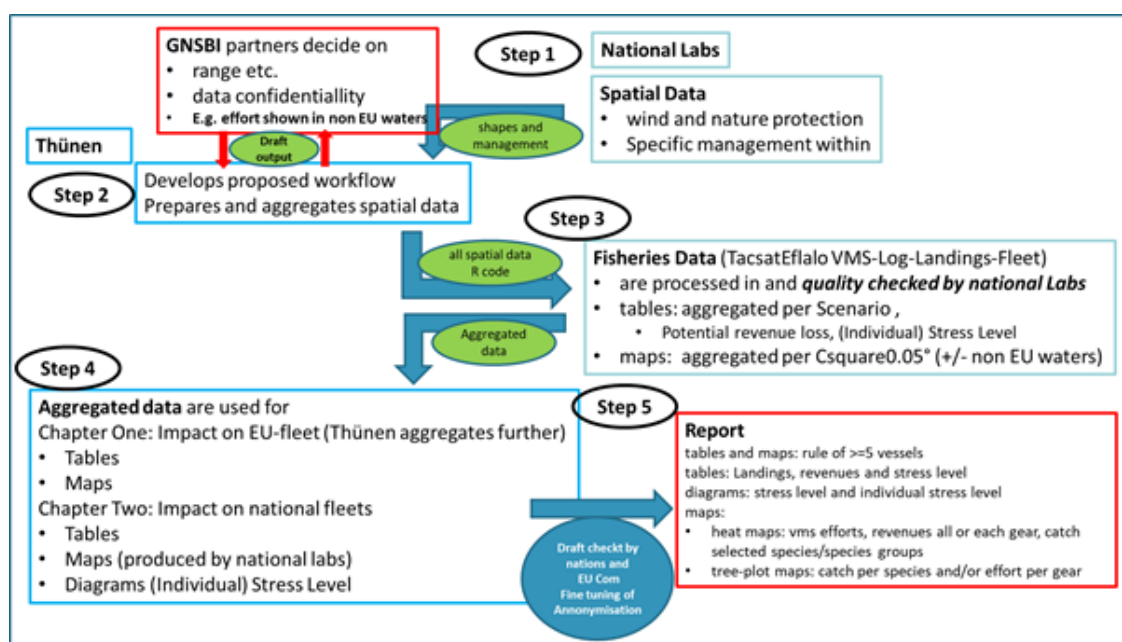 GNSBI partners decide on
• range etc.
• data confidentiallity
• E.g. effort shown in non EU waters
Step 1
National Labs
Spatial Data
• wind and nature protection
• Specific management within
shapes and
management
Thünen
Draft
output
Step 2
Develops proposed workflow
Prepares and aggregates spatial data
Step 3
all spatial data
R code
Fisheries Data (TacsatEflalo VMS-Log-Landings-Fleet)
• are processed in and quality checked by national Labs
• tables: aggregated per Scenario ,
• Potential revenue loss, (Individual) Stress Level
• maps: aggregated per Csquare0.05° (+/- non EU waters)
Aggregated
data
Step 4
Aggregated data are used for
Chapter One: Impact on EU-fleet (Thünen aggregates further)
• Tables
• Maps
Chapter Two: Impact on national fleets
• Tables
• Maps (produced by national labs)
• Diagrams (Individual) Stress Level
Step 5
Draft checkt by
nations and
EU Com
Fine tuning of
Annonymisation
Report
tables and maps: rule of >=5 vessels
tables: Landings, revenues and stress level
diagrams: stress level and individual stress level
maps:
• heat maps: vms efforts, revenues all or each gear, catch
selected species/species groups
• tree-plot maps: catch per species and/or effort per gear